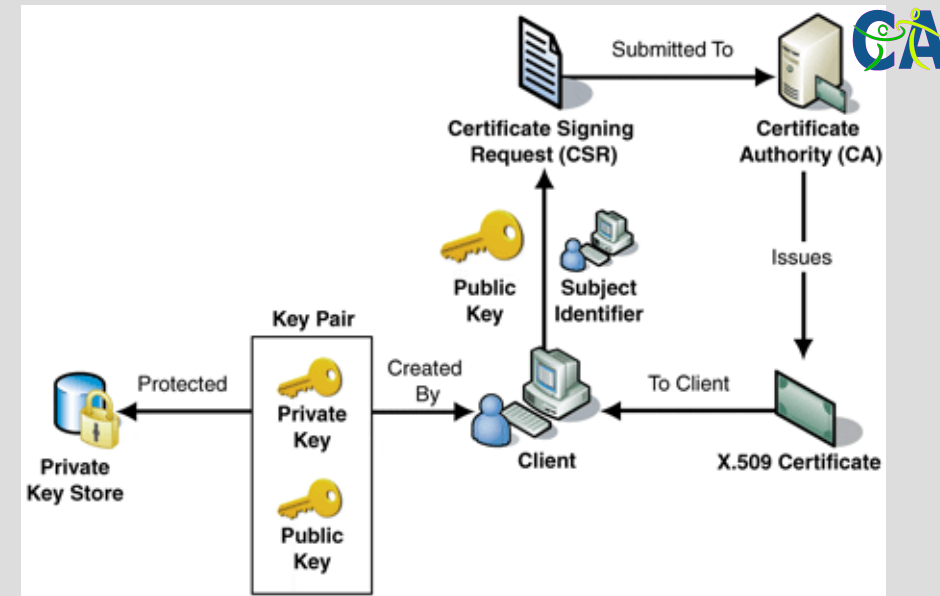 CA
Submitted To
Certificate Signing
Request (CSR)
Certificate
Authority (CA)
Issues
Public
Key
Subject
Identifier
Key Pair
Protected
Created
By
To Client
Private
Key
Client
X.509 Certificate
Private
Key Store
Public
Key